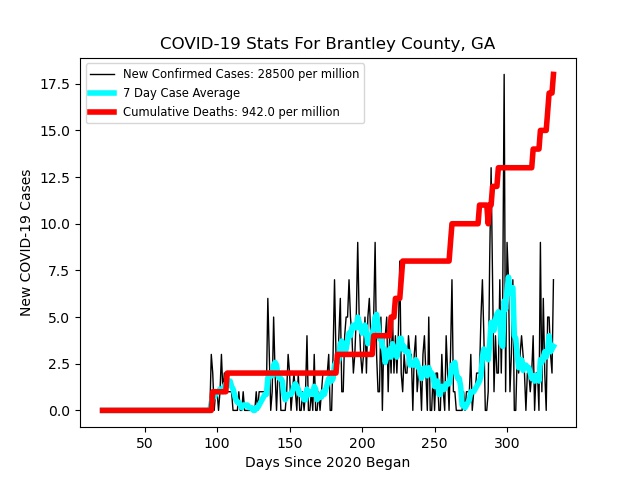 COVID-19 Stats For Brantley County, GA
New Confirmed Cases: 28500 per million
7 Day Case Average
Cumulative Deaths: 942.0 per million
17.5
15.0
12.5
10.0
7.5
5.0
2.5
0.0
New COVID-19 Cases
50 100 150 200 250 300
Days Since 2020 Began